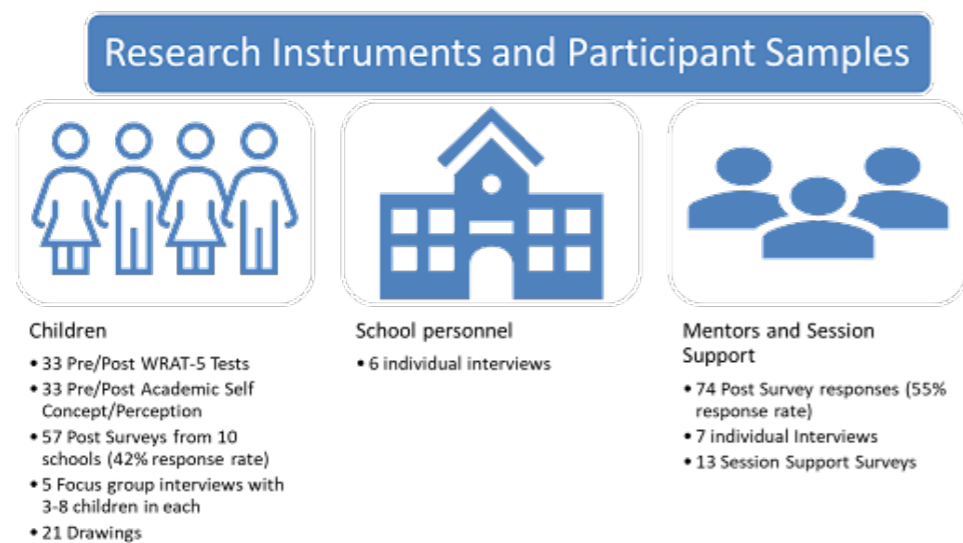 Research Instruments and Participant Samples
Children
• 33 Pre/Post WRAT-5 Tests
• 33 Pre/Post Academic Self
Concept/Perception
• 57 Post Surveys from 10
schools (42% response rate)
• 5 Focus group interviews with
3-8 children in each
• 21 Drawings
School personnel
• 6 individual interviews
Mentors and Session
Support
• 74 Post Survey responses (55%
response rate)
• 7 individual Interviews
• 13 Session Support Surveys